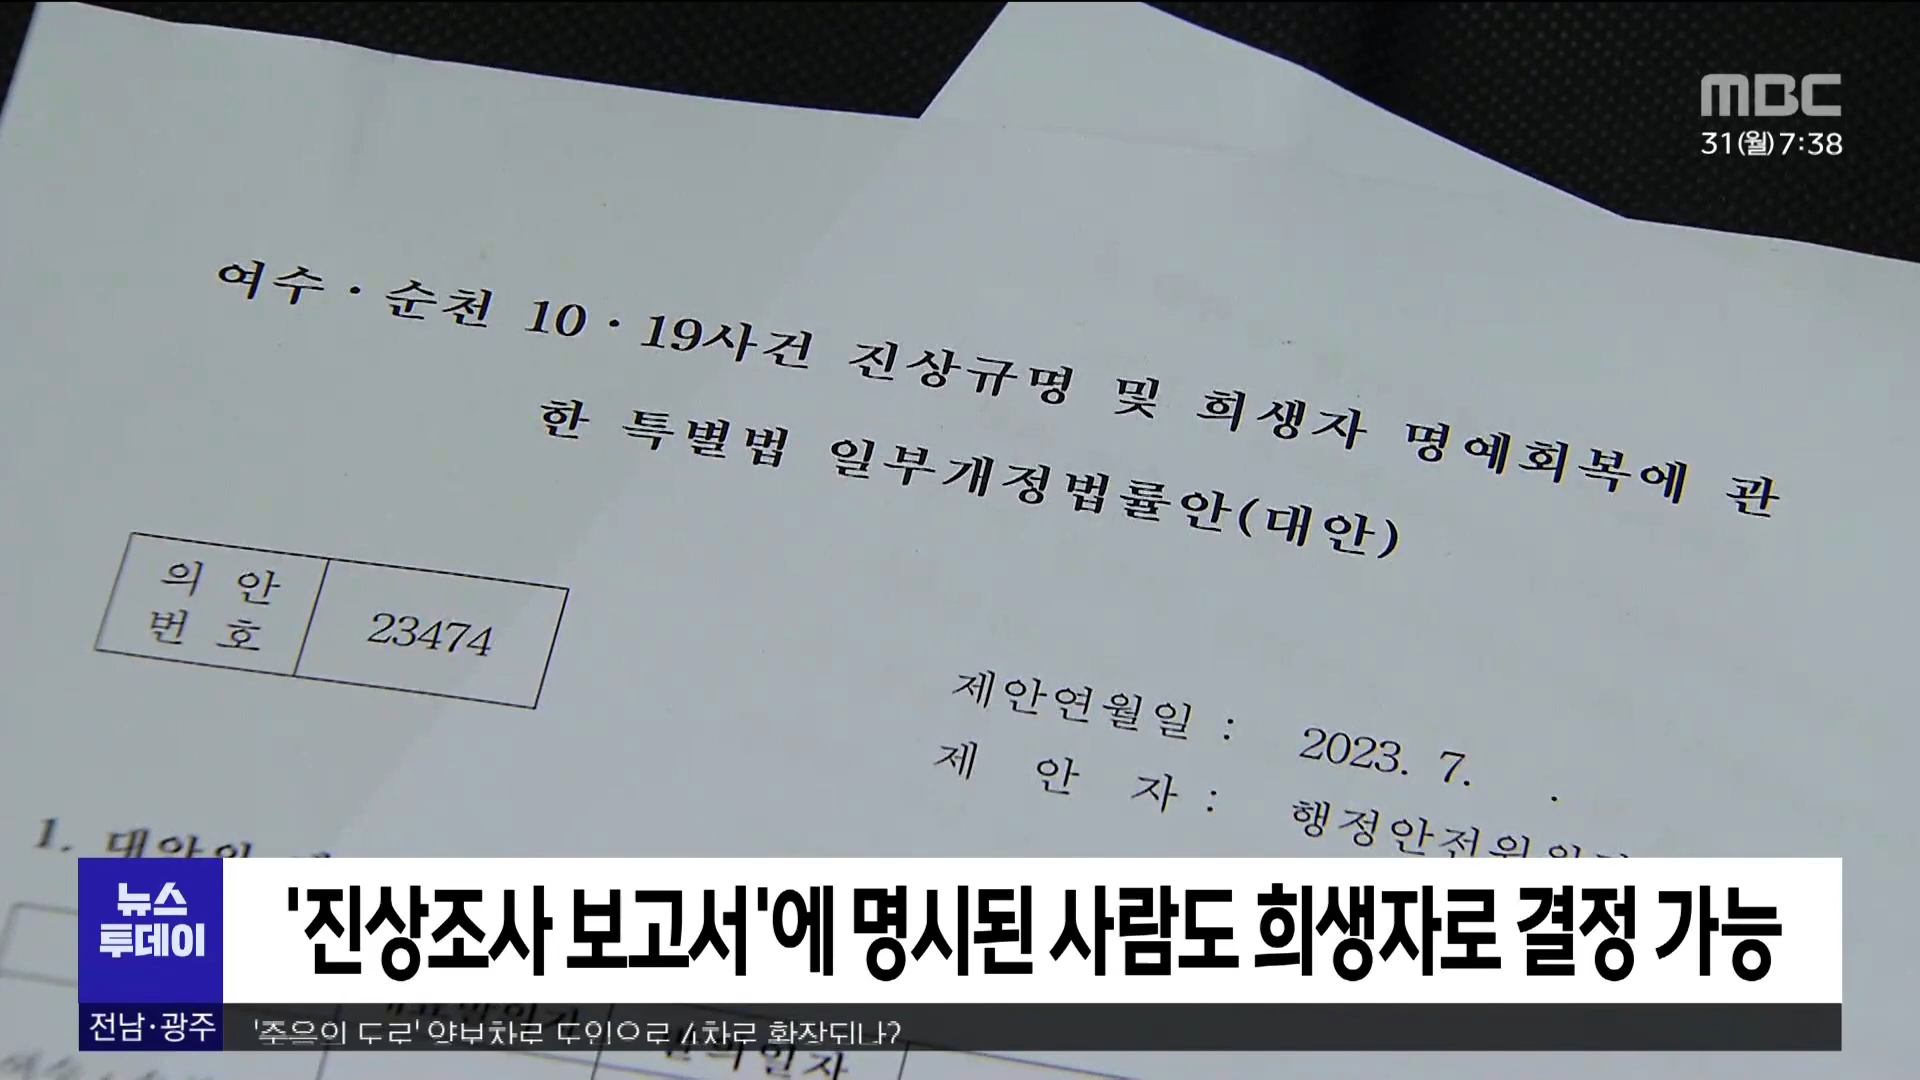 MBC
31(월) 7:38
여수·순천 10·19사건 진상규명 및 희생자 명예회복에 관
한 특별법 일부개정법률안(대안)
의 안
번 호
23474
제안연월일 : 2023. 7. .
제 안 자 : 행정안전위원
1. 대안의
뉴스
투데이
'진상조사 보고서'에 명시된 사람도 희생자로 결정 가능
전남·광주